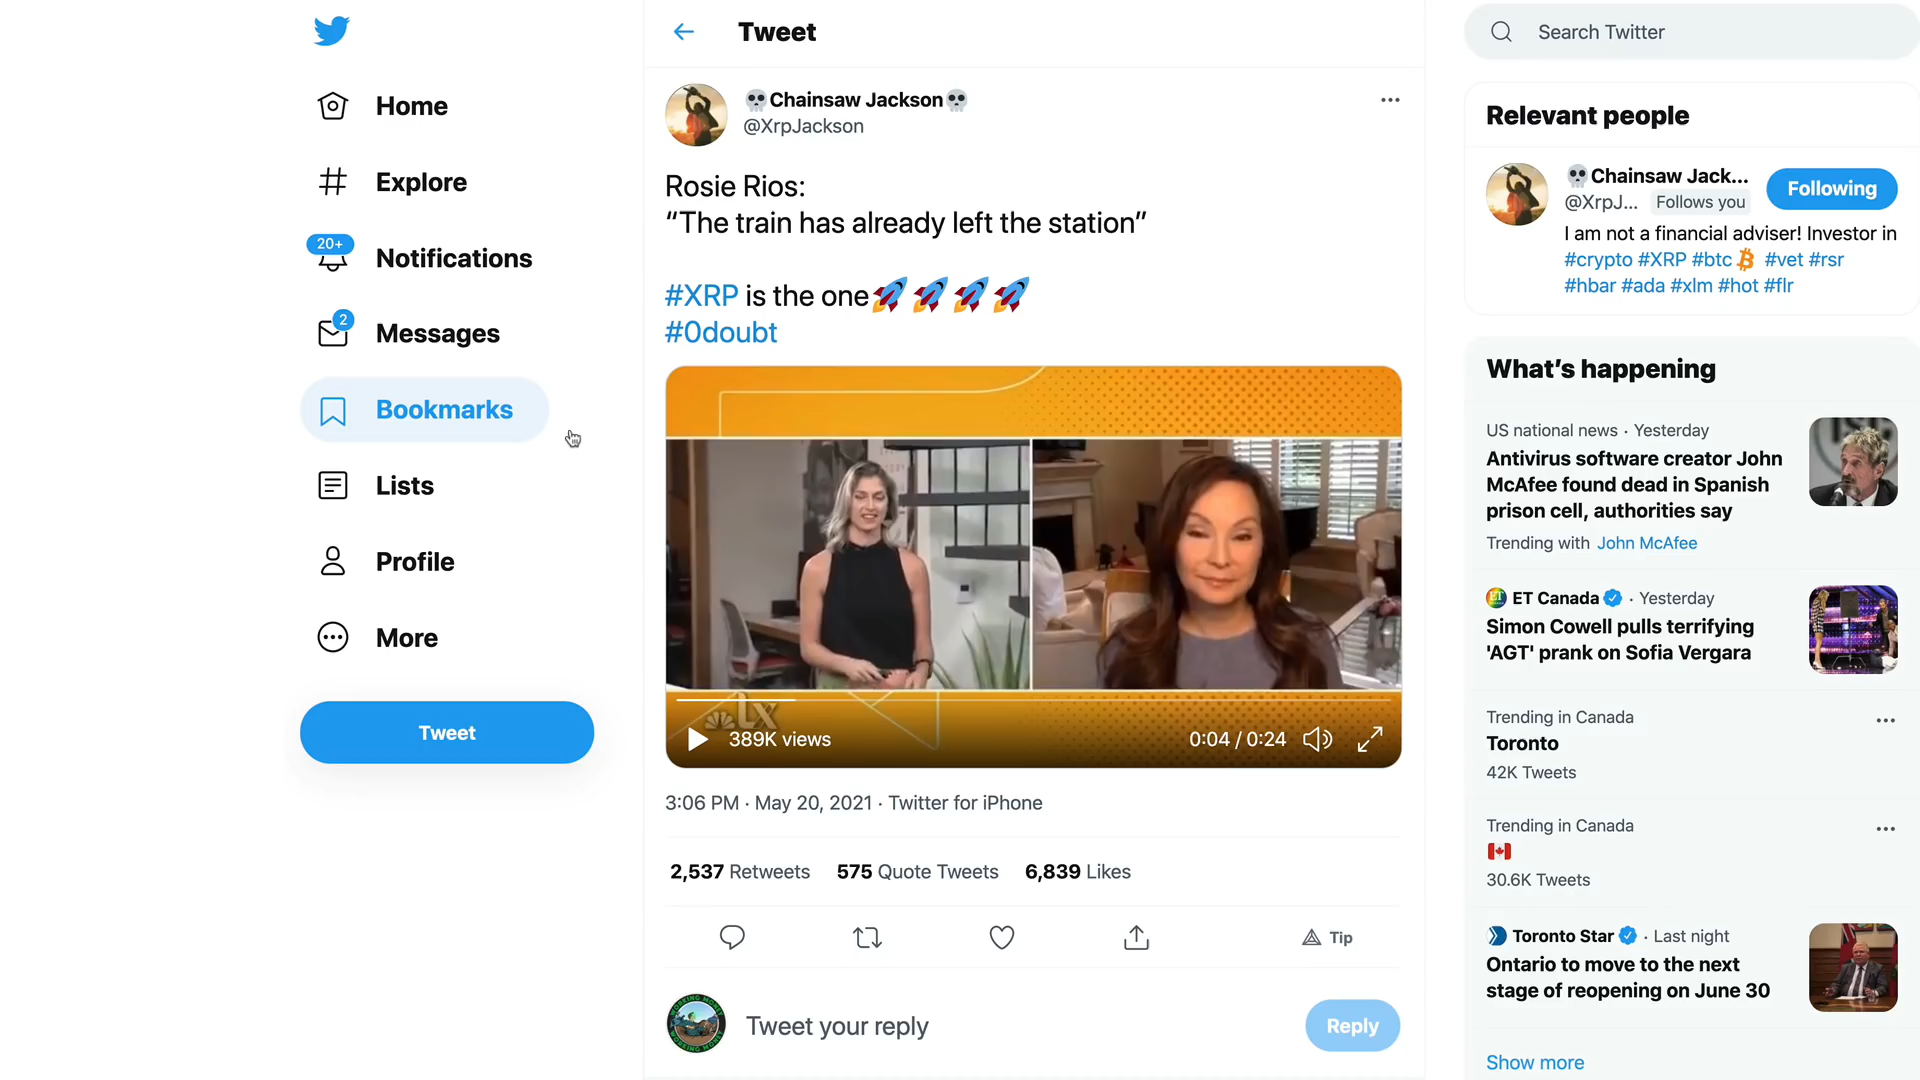 Home
Explore
20+
Notifications
2
Messages
Bookmarks
Lists
Profile
More
Tweet
Tweet
💀Chainsaw Jackson💀
@XrpJackson
Rosie Rios:
“The train has already left the station”
#XRP is the one🚀🚀🚀🚀
#0doubt
LX
389K views
0:04 / 0:24
3:06 PM · May 20, 2021 · Twitter for iPhone
2,537 Retweets 575 Quote Tweets 6,839 Likes
Tip
Tweet your reply
Reply
Search Twitter
Relevant people
💀Chainsaw Jack...
@XrpJ... Follows you
Following
I am not a financial adviser! Investor in
#crypto #XRP #btc #vet #rsr
#hbar #ada #xlm #hot #flr
What’s happening
US national news · Yesterday
Antivirus software creator John
McAfee found dead in Spanish
prison cell, authorities say
Trending with John McAfee
ET Canada · Yesterday
Simon Cowell pulls terrifying
'AGT' prank on Sofia Vergara
Trending in Canada
Toronto
42K Tweets
Trending in Canada
🇨🇦
30.6K Tweets
Toronto Star · Last night
Ontario to move to the next
stage of reopening on June 30
Show more